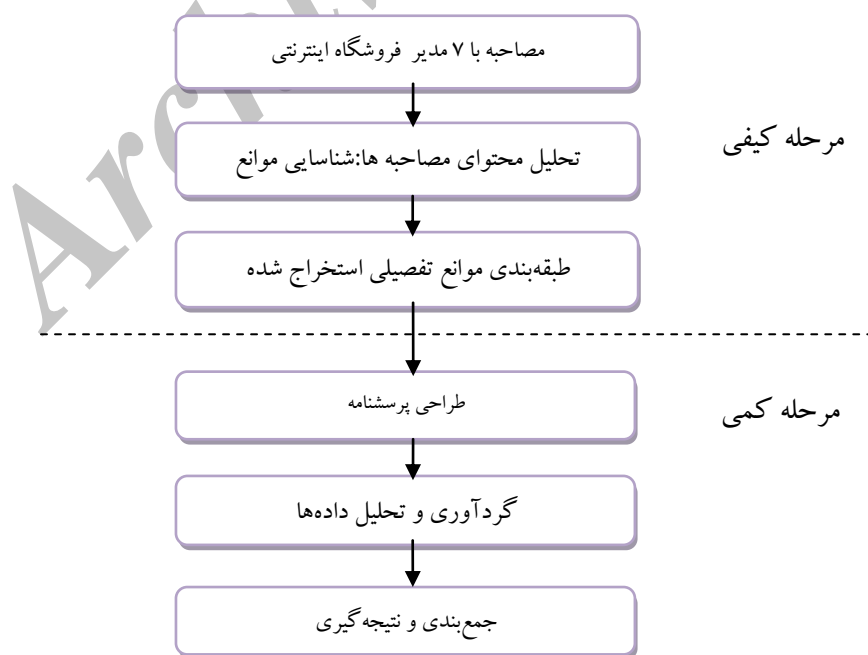 مصاحبه با ۷ مدیر فروشگاه اینترنتی
مرحله کیفی
تحلیل محتوای مصاحبه ها:شناسایی موانع
طبقه‌بندی موانع تفصیلی استخراج شده
طراحی پرسشنامه
مرحله کمی
گردآوری و تحلیل داده‌ها
جمع‌بندی و نتیجه‌گیری